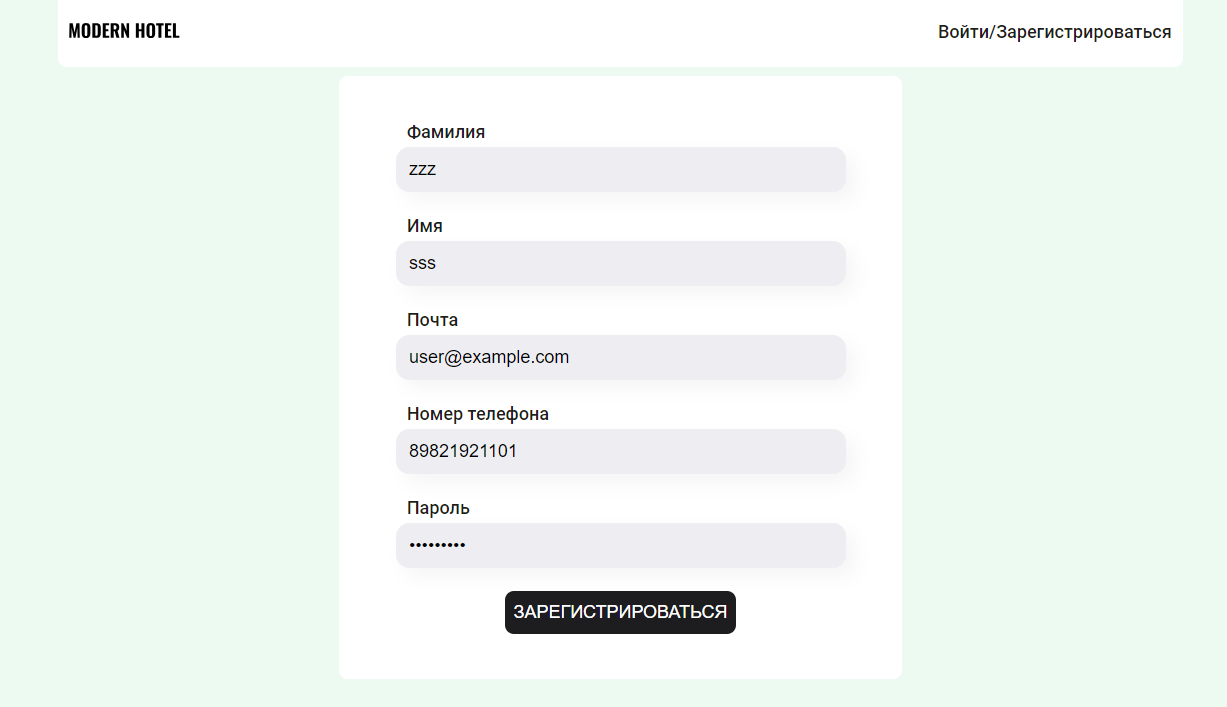 MODERN HOTEL
Войти/Зарегистрироваться
Фамилия
zzz
Имя
sss
Почта
user@example.com
Номер телефона
89821921101
Пароль
•••••••••
ЗАРЕГИСТРИРОВАТЬСЯ